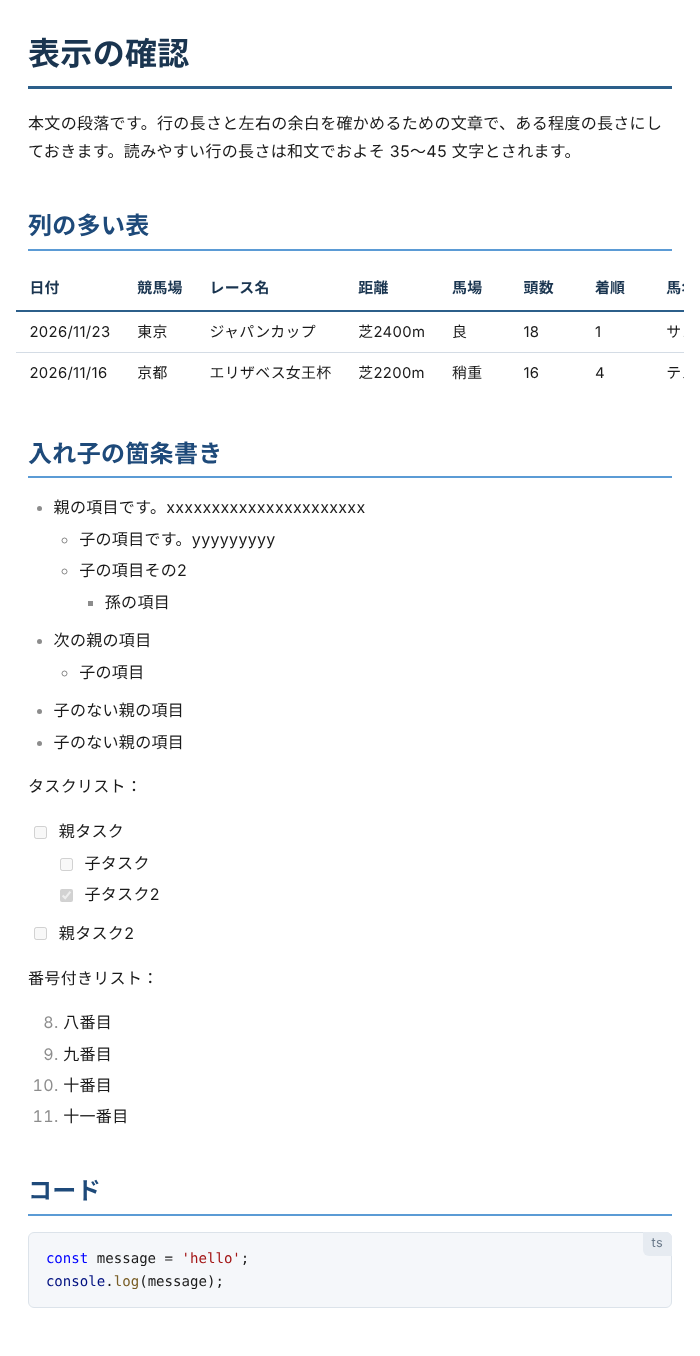 表示の確認
本文の段落です。行の長さと左右の余白を確かめるための文章で、ある程度の長さにし
ておきます。読みやすい行の長さは和文でおよそ 35〜45 文字とされます。
列の多い表
日付 競馬場 レース名 距離 馬場 頭数 着順
2026/11/23 東京 ジャパンカップ 芝2400m 良 18 1
2026/11/16 京都 エリザベス女王杯 芝2200m 稍重 16 4
入れ子の箇条書き
親の項目です。xxxxxxxxxxxxxxxxxxxxxx
子の項目です。yyyyyyyyy
子の項目その2
孫の項目
次の親の項目
子の項目
子のない親の項目
子のない親の項目
タスクリスト：
親タスク
子タスク
子タスク2
親タスク2
番号付きリスト：
8. 八番目
9. 九番目
10. 十番目
11. 十一番目
コード
ts
const message = 'hello';
console.log(message);